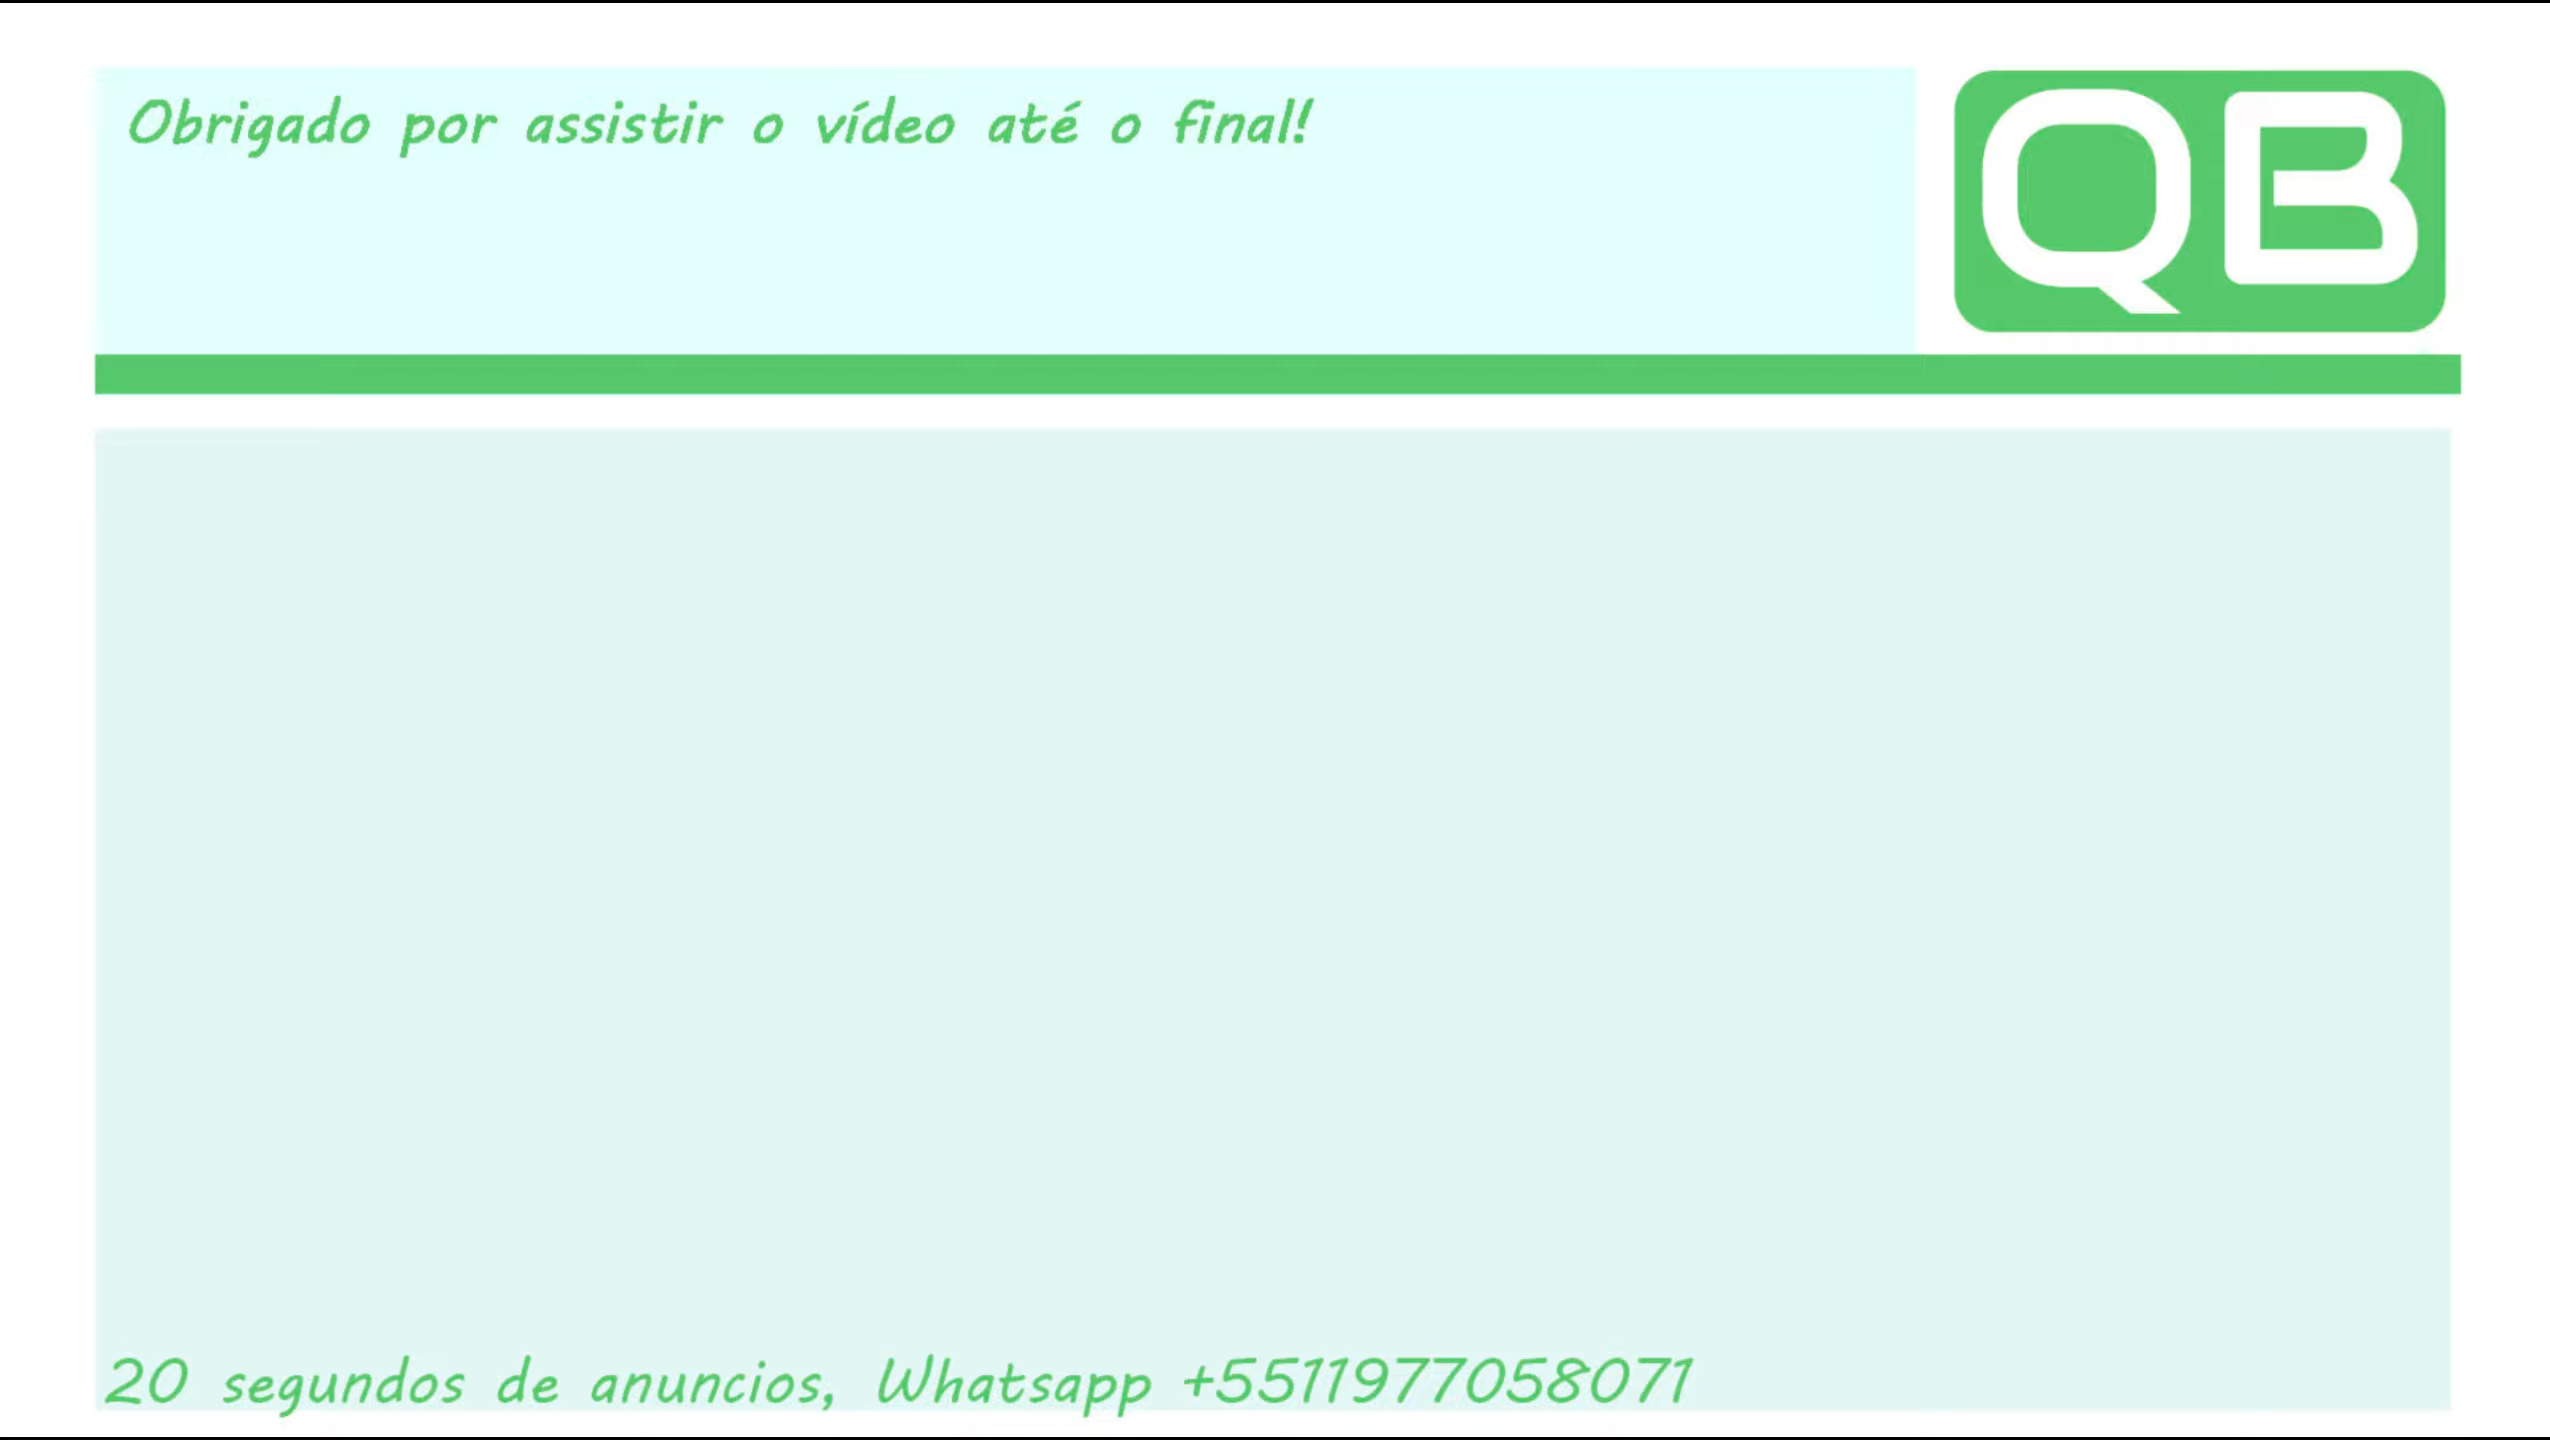 Obrigado por assistir o vídeo até o final!
QB
20 segundos de anuncios, Whatsapp +5511977058071